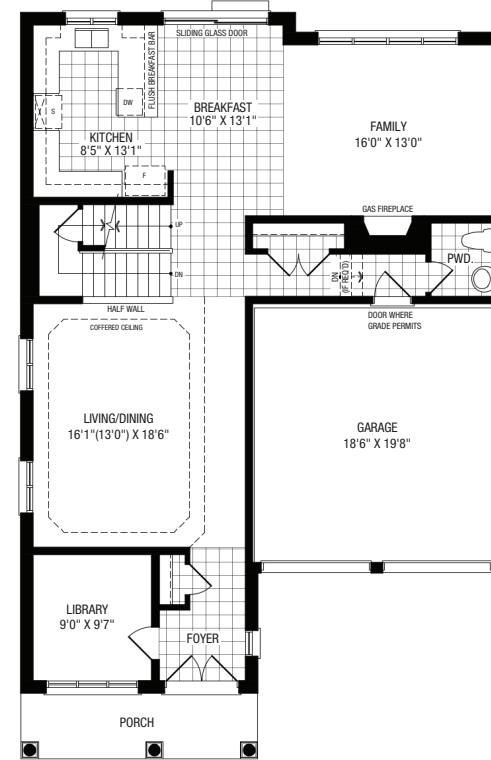 SLIDING GLASS DOOR
FLUSH BREAKFAST BAR
DW
S
BREAKFAST
10'6" X 13'1"
KITCHEN
8'5" X 13'1"
F
FAMILY
16'0" X 13'0"
GAS FIREPLACE
UP
DN
PWD.
DN
(IF REQ'D)
HALF WALL
COFFERED CEILING
DOOR WHERE
GRADE PERMITS
LIVING/DINING
16'1"(13'0") X 18'6"
GARAGE
18'6" X 19'8"
LIBRARY
9'0" X 9'7"
FOYER
PORCH